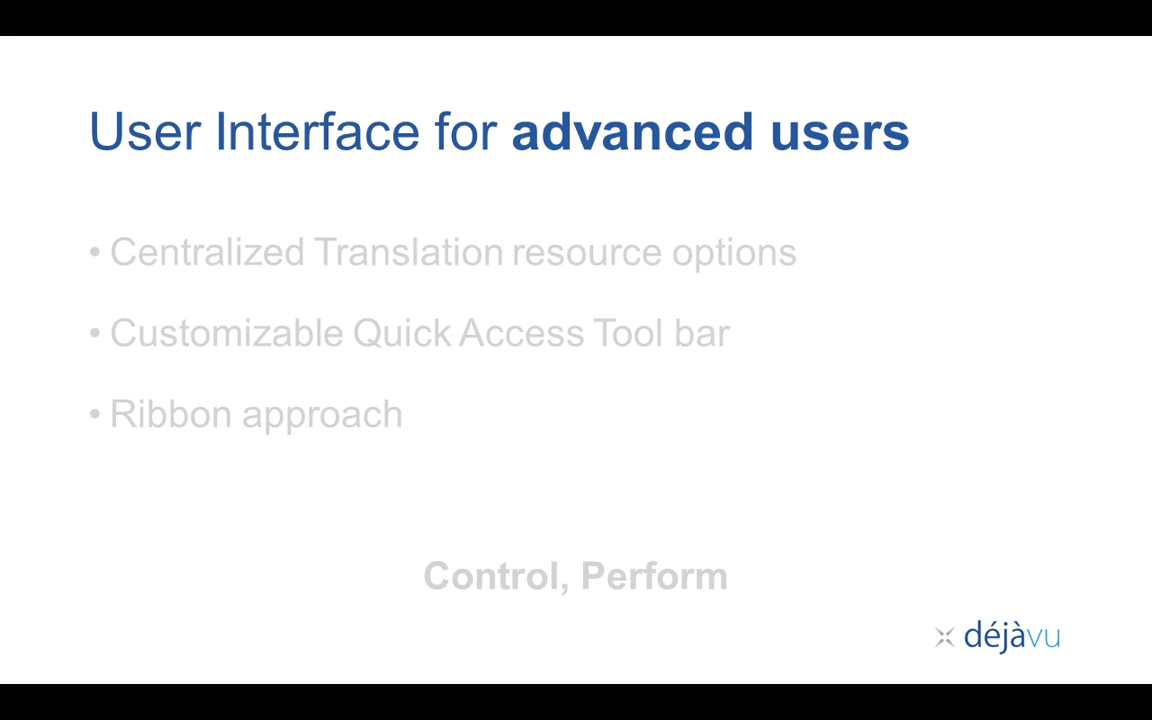 User Interface for advanced users
• Centralized Translation resource options
• Customizable Quick Access Tool bar
• Ribbon approach
Control, Perform
déjàvu